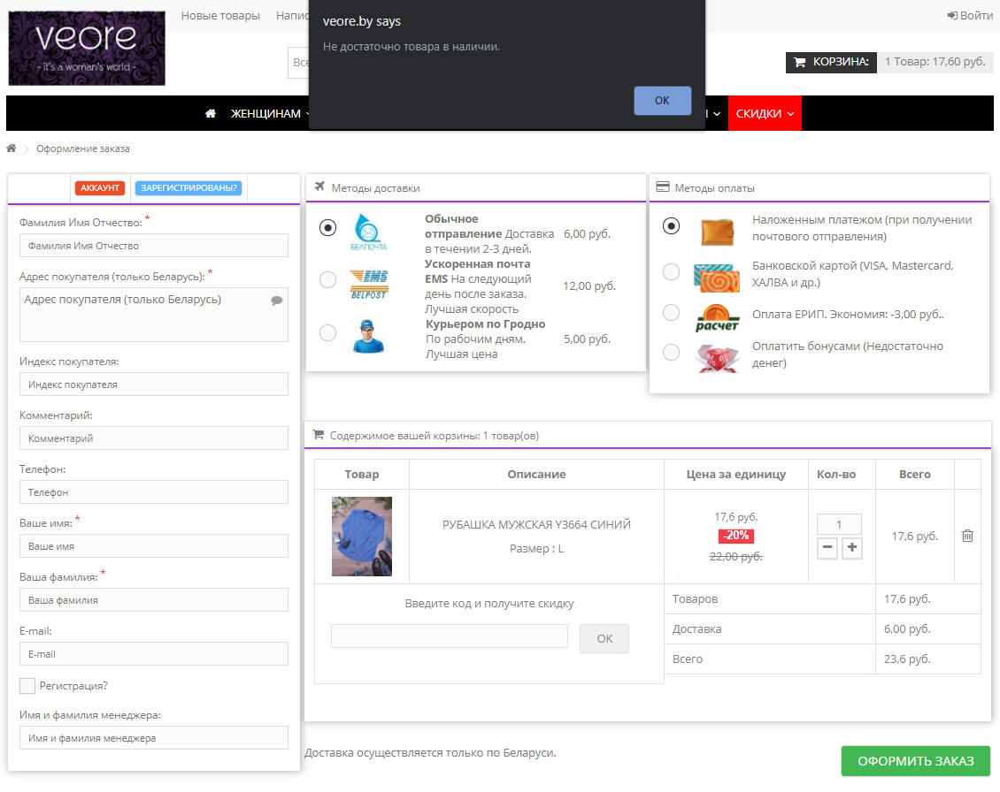 veore
- it's a woman's world -
Новые товары
Войти
veore.by says
Не достаточно товара в наличии.
OK
КОРЗИНА:
1 Товар: 17,60 руб.
ЖЕНЩИНАМ
СКИДКИ
Оформление заказа
АККАУНТ
ЗАРЕГИСТРИРОВАНЫ?
Фамилия Имя Отчество: *
Фамилия Имя Отчество
Адрес покупателя (только Беларусь): *
Адрес покупателя (только Беларусь)
Индекс покупателя:
Индекс покупателя
Комментарий:
Комментарий
Телефон:
Телефон
Ваше имя: *
Ваше имя
Ваша фамилия: *
Ваша фамилия
E-mail:
E-mail
Регистрация?
Имя и фамилия менеджера:
Имя и фамилия менеджера
Методы доставки
БЕЛПОЧТА
Обычное
отправление Доставка
в течении 2-3 дней.
6,00 руб.
EMS
BELPOST
Ускоренная почта
EMS На следующий
день после заказа.
Лучшая скорость
12,00 руб.
Курьером по Гродно
По рабочим дням.
Лучшая цена
5,00 руб.
Методы оплаты
Наложенным платежом (при получении
почтового отправления)
Банковской картой (VISA, Mastercard,
ХАЛВА и др.)
расчет
Оплата ЕРИП. Экономия: -3,00 руб..
Оплатить бонусами (Недостаточно
денег)
Содержимое вашей корзины: 1 товар(ов)
Товар
Описание
Цена за единицу
Кол-во
Всего
РУБАШКА МУЖСКАЯ Y3664 СИНИЙ
Размер : L
17,6 руб.
-20%
22,00 руб.
1
17,6 руб.
Введите код и получите скидку
OK
Товаров
17,6 руб.
Доставка
6,00 руб.
Всего
23,6 руб.
Доставка осуществляется только по Беларуси.
ОФОРМИТЬ ЗАКАЗ